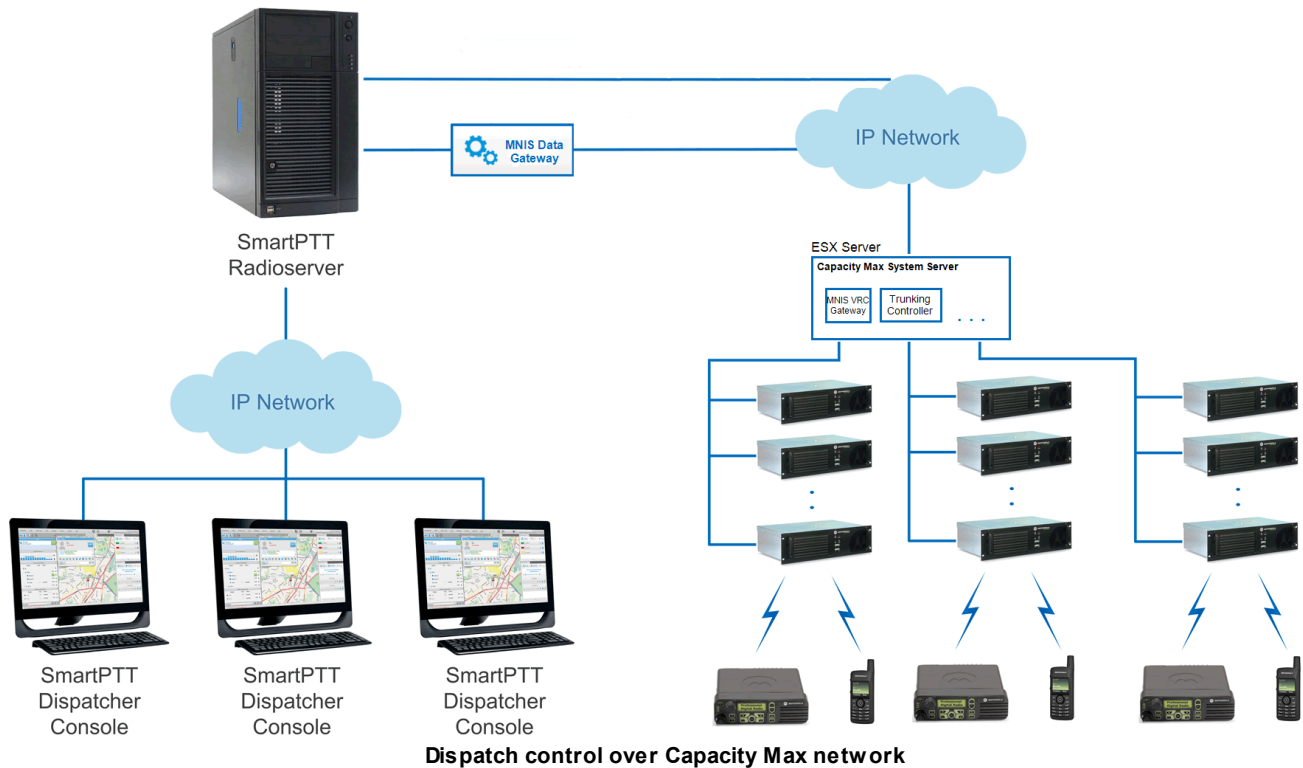 MNIS Data
Gateway
IP Network
SmartPTT
Radioserver
ESX Server
Capacity Max System Server
MNIS VRC
Gateway
Trunking
Controller
. . .
IP Network
SmartPTT
Dispatcher
Console
SmartPTT
Dispatcher
Console
SmartPTT
Dispatcher
Console
Dispatch control over Capacity Max network